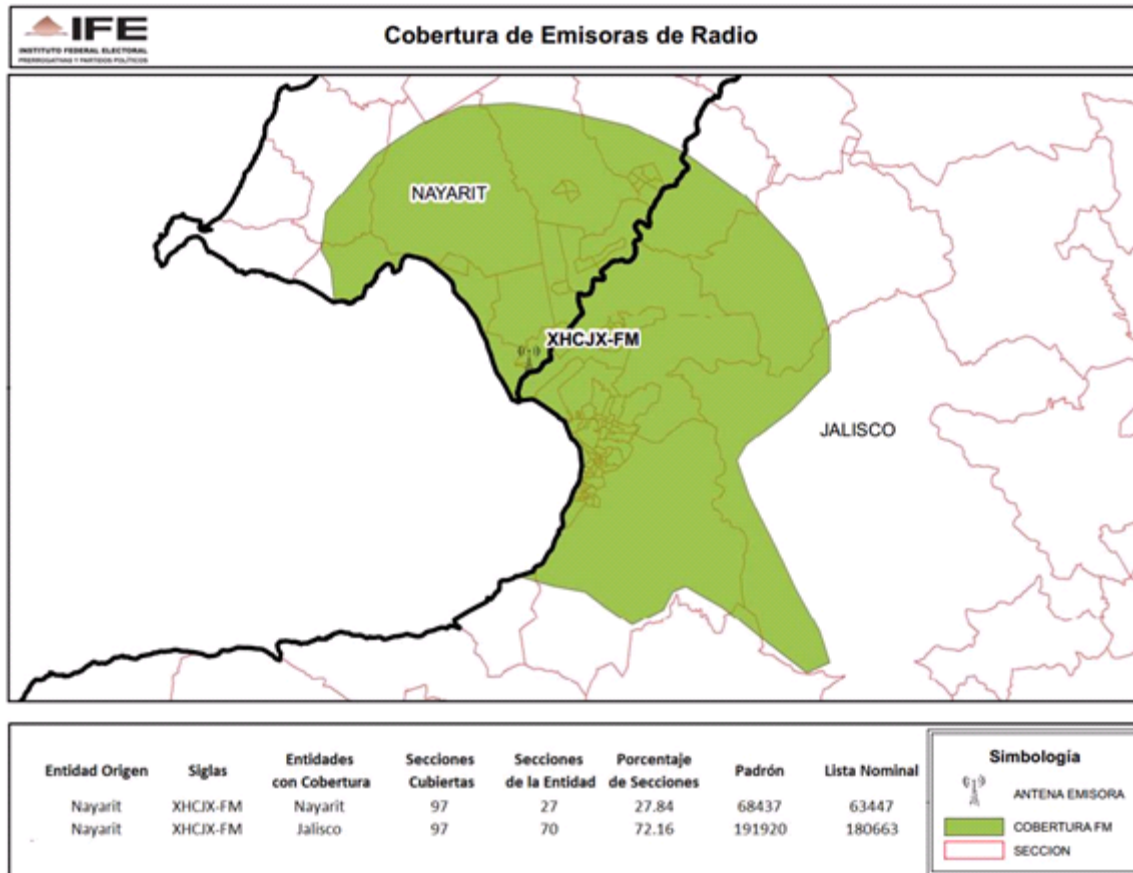 IFE
INSTITUTO FEDERAL ELECTORAL
PRERROGATIVAS Y PARTIDOS POLÍTICOS
Cobertura de Emisoras de Radio
NAYARIT
XHCJX-FM
JALISCO
Entidad Origen Siglas Entidades con Cobertura Secciones Cubiertas Secciones de la Entidad Porcentaje de Secciones Padrón Lista Nominal
Nayarit XHCJX-FM Nayarit 97 27 27.84 68437 63447
Nayarit XHCJX-FM Jalisco 97 70 72.16 191920 180663
Simbología
ANTENA EMISORA
COBERTURA FM
SECCION